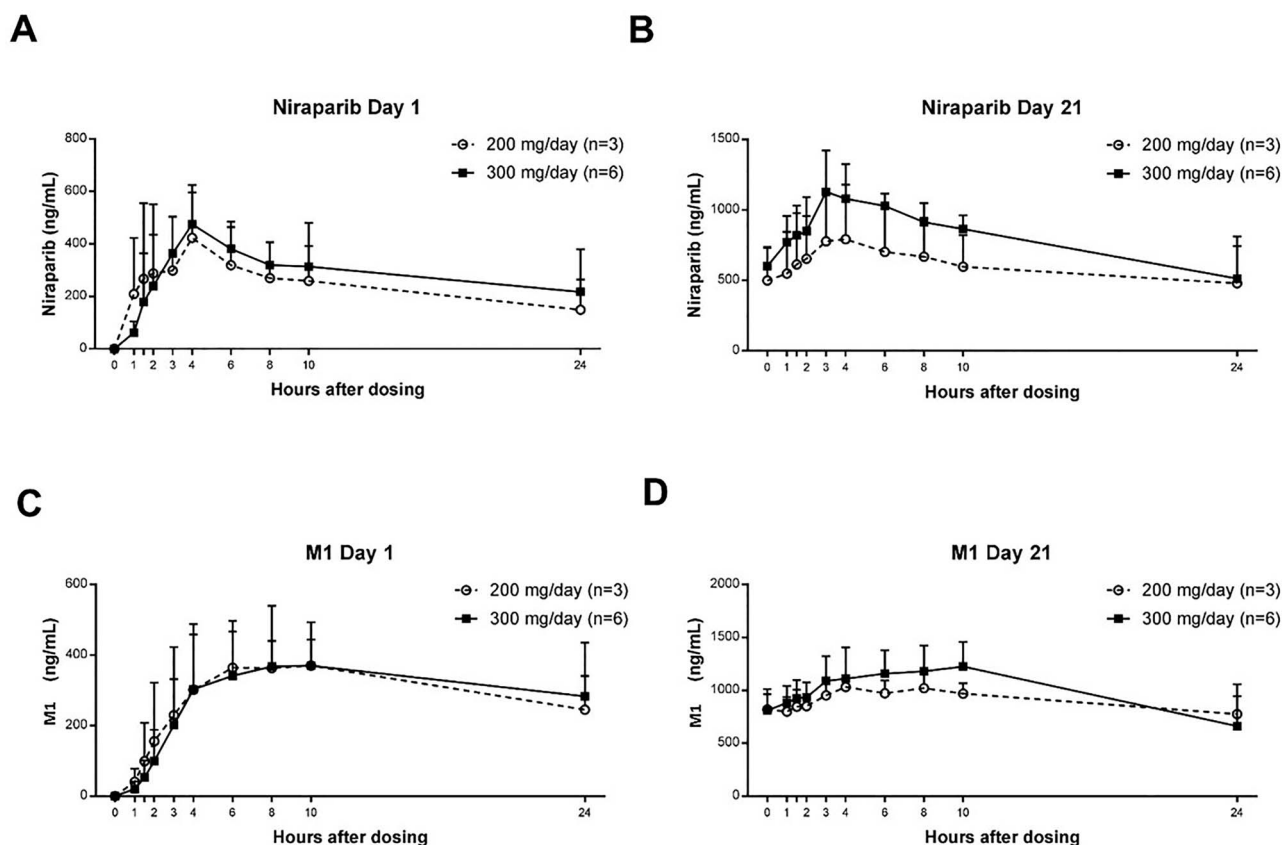 A
Niraparib Day 1
200 mg/day (n=3)
300 mg/day (n=6)
Niraparib (ng/mL)
800
600
400
200
0
0 1 2 3 4 6 8 10 24
Hours after dosing
B
Niraparib Day 21
200 mg/day (n=3)
300 mg/day (n=6)
Niraparib (ng/mL)
1500
1000
500
0
0 1 2 3 4 6 8 10 24
Hours after dosing
C
M1 Day 1
200 mg/day (n=3)
300 mg/day (n=6)
M1 (ng/mL)
600
400
200
0
0 1 2 3 4 6 8 10 24
Hours after dosing
D
M1 Day 21
200 mg/day (n=3)
300 mg/day (n=6)
M1 (ng/mL)
2000
1500
1000
500
0
0 1 2 3 4 6 8 10 24
Hours after dosing